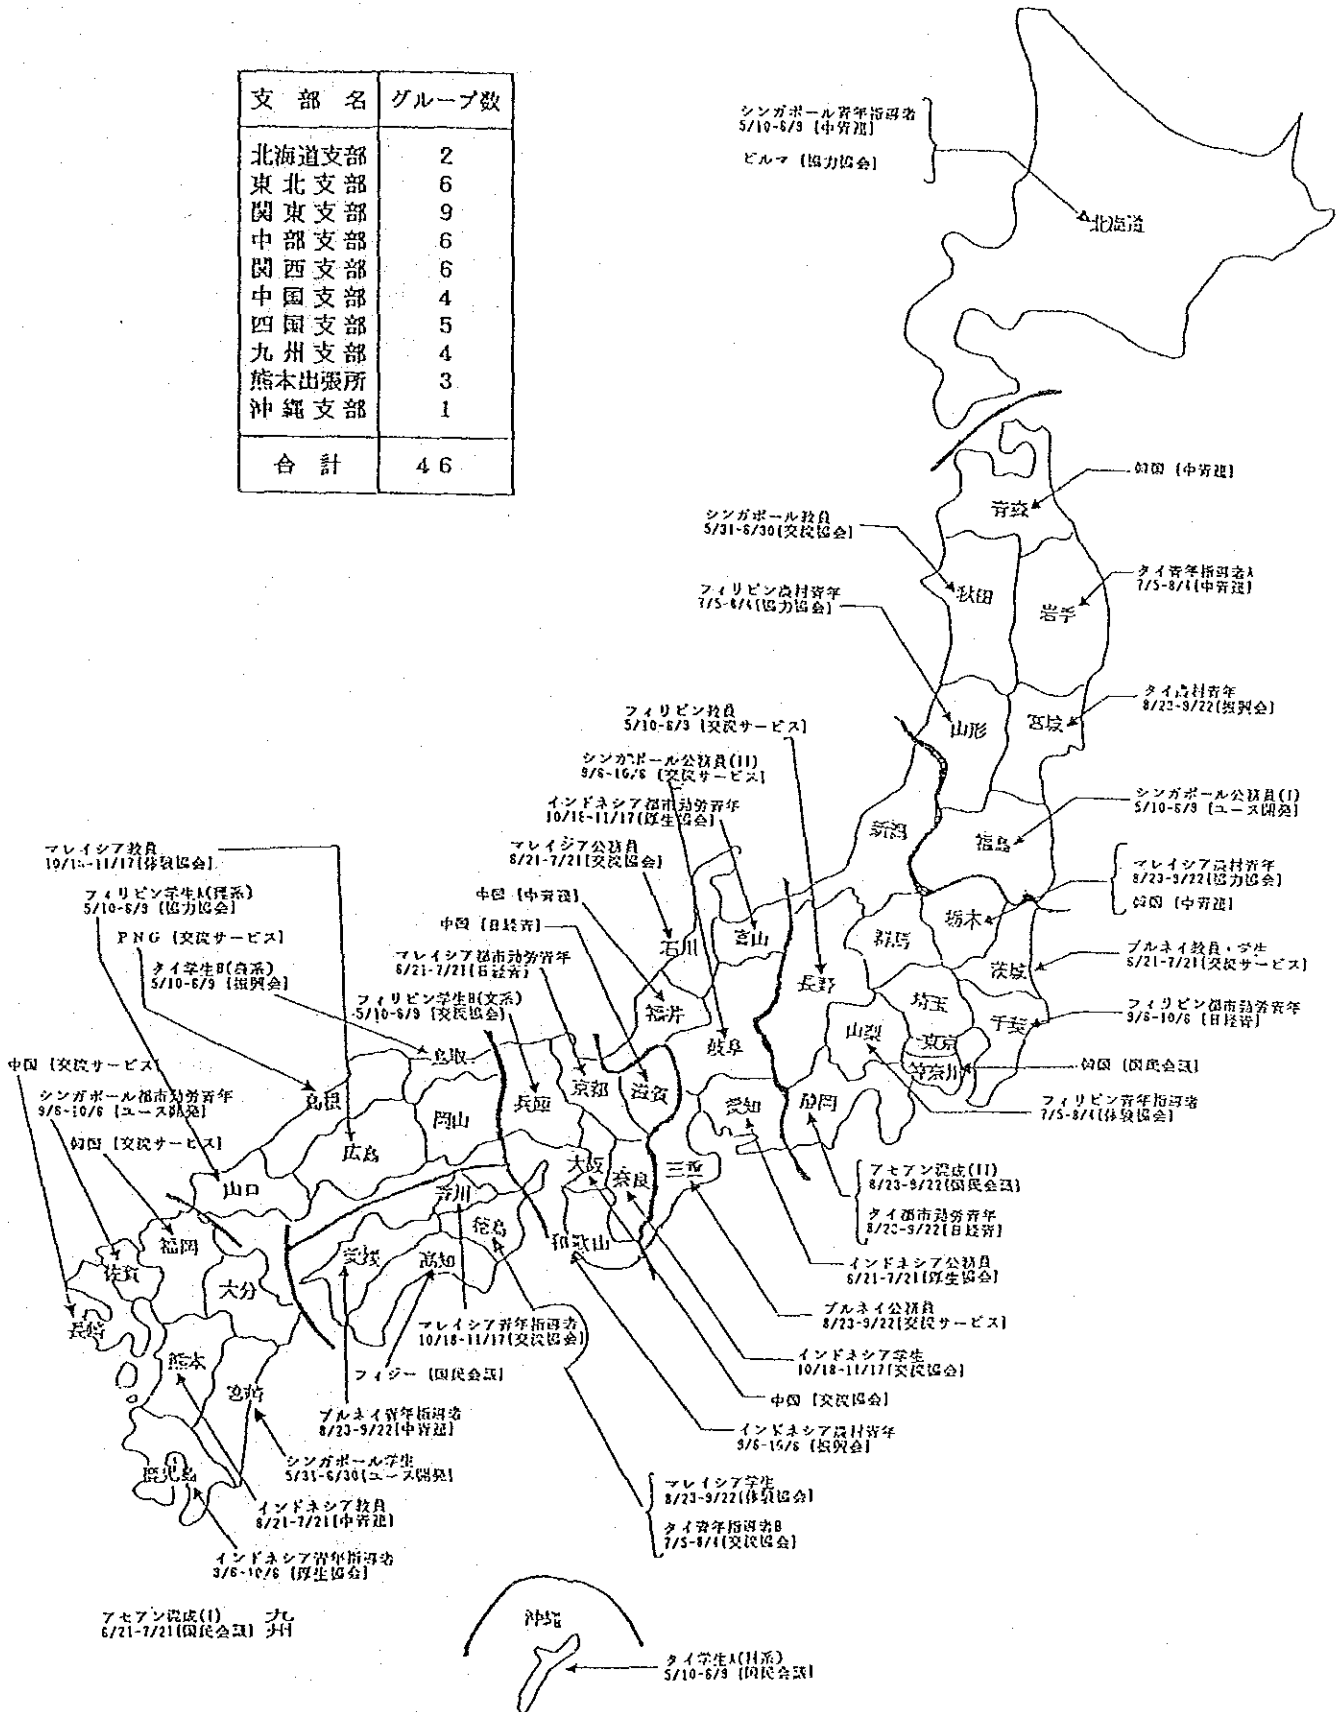 支部名 グループ数
北海道支部 2
東北支部 6
関東支部 9
中部支部 6
関西支部 6
中国支部 4
四国支部 5
九州支部 4
熊本出張所 3
沖縄支部 1
合計 46
シンガポール青年指導者
5/10-6/9 (中青連)
ビルマ (協力協会)
北海道
韓国 (中青連)
青森
シンガポール教員
5/31-6/30(交流協会)
秋田
タイ青年指導者A
7/5-8/4(中青連)
岩手
フィリピン農村青年
7/5-8/4(協力協会)
山形
タイ農村青年
8/23-9/22(振興会)
宮城
フィリピン教員
5/10-6/9 (交流サービス)
シンガポール公務員(II)
9/6-10/6 (交流サービス)
インドネシア都市勤労青年
10/18-11/17(厚生協会)
マレイシア公務員
6/21-7/21(交流協会)
中国 (中青連)
中国 (日経青)
マレイシア都市勤労青年
6/21-7/21(日経青)
フィリピン学生B(文系)
5/10-6/9 (交流協会)
シンガポール公務員(I)
5/10-6/9 (ユース開発)
福島
新潟
マレイシア農村青年
8/23-9/22(協力協会)
韓国 (中青連)
栃木
群馬
ブルネイ教員・学生
6/21-7/21(交流サービス)
茨城
フィリピン都市勤労青年
9/6-10/6 (日経青)
千葉
埼玉
東京
神奈川
韓国 (国民会議)
フィリピン青年指導者
7/5-8/4(体験協会)
山梨
長野
富山
石川
福井
岐阜
愛知
静岡
三重
滋賀
京都
兵庫
大阪
奈良
和歌山
マレイシア教員
10/18-11/17(体験協会)
フィリピン学生A(理系)
5/10-6/9 (協力協会)
PNG (交流サービス)
タイ学生B(農系)
5/10-6/9 (振興会)
中国 (交流サービス)
シンガポール都市勤労青年
9/6-10/6 (ユース開発)
韓国 (交流サービス)
鳥取
島根
岡山
広島
山口
香川
徳島
愛媛
高知
福岡
佐賀
大分
長崎
熊本
宮崎
鹿児島
アセアン混成(II)
8/23-9/22(国民会議)
タイ都市勤労青年
8/23-9/22(日経青)
インドネシア公務員
6/21-7/21(厚生協会)
ブルネイ公務員
8/23-9/22(交流サービス)
インドネシア学生
10/18-11/17(交流協会)
中国 (交流協会)
インドネシア農村青年
9/6-10/6 (振興会)
マレイシア青年指導者
10/18-11/17(交流協会)
フィジー (国民会議)
ブルネイ青年指導者
8/23-9/22(中青連)
シンガポール学生
5/31-6/30(ユース開発)
マレイシア学生
8/23-9/22(体験協会)
タイ青年指導者B
7/5-8/4(交流協会)
インドネシア教員
6/21-7/21(中青連)
インドネシア青年指導者
9/6-10/6 (厚生協会)
アセアン混成(I)
6/21-7/21(国民会議) 九州
沖縄
5/10-6/9 (国民会議)